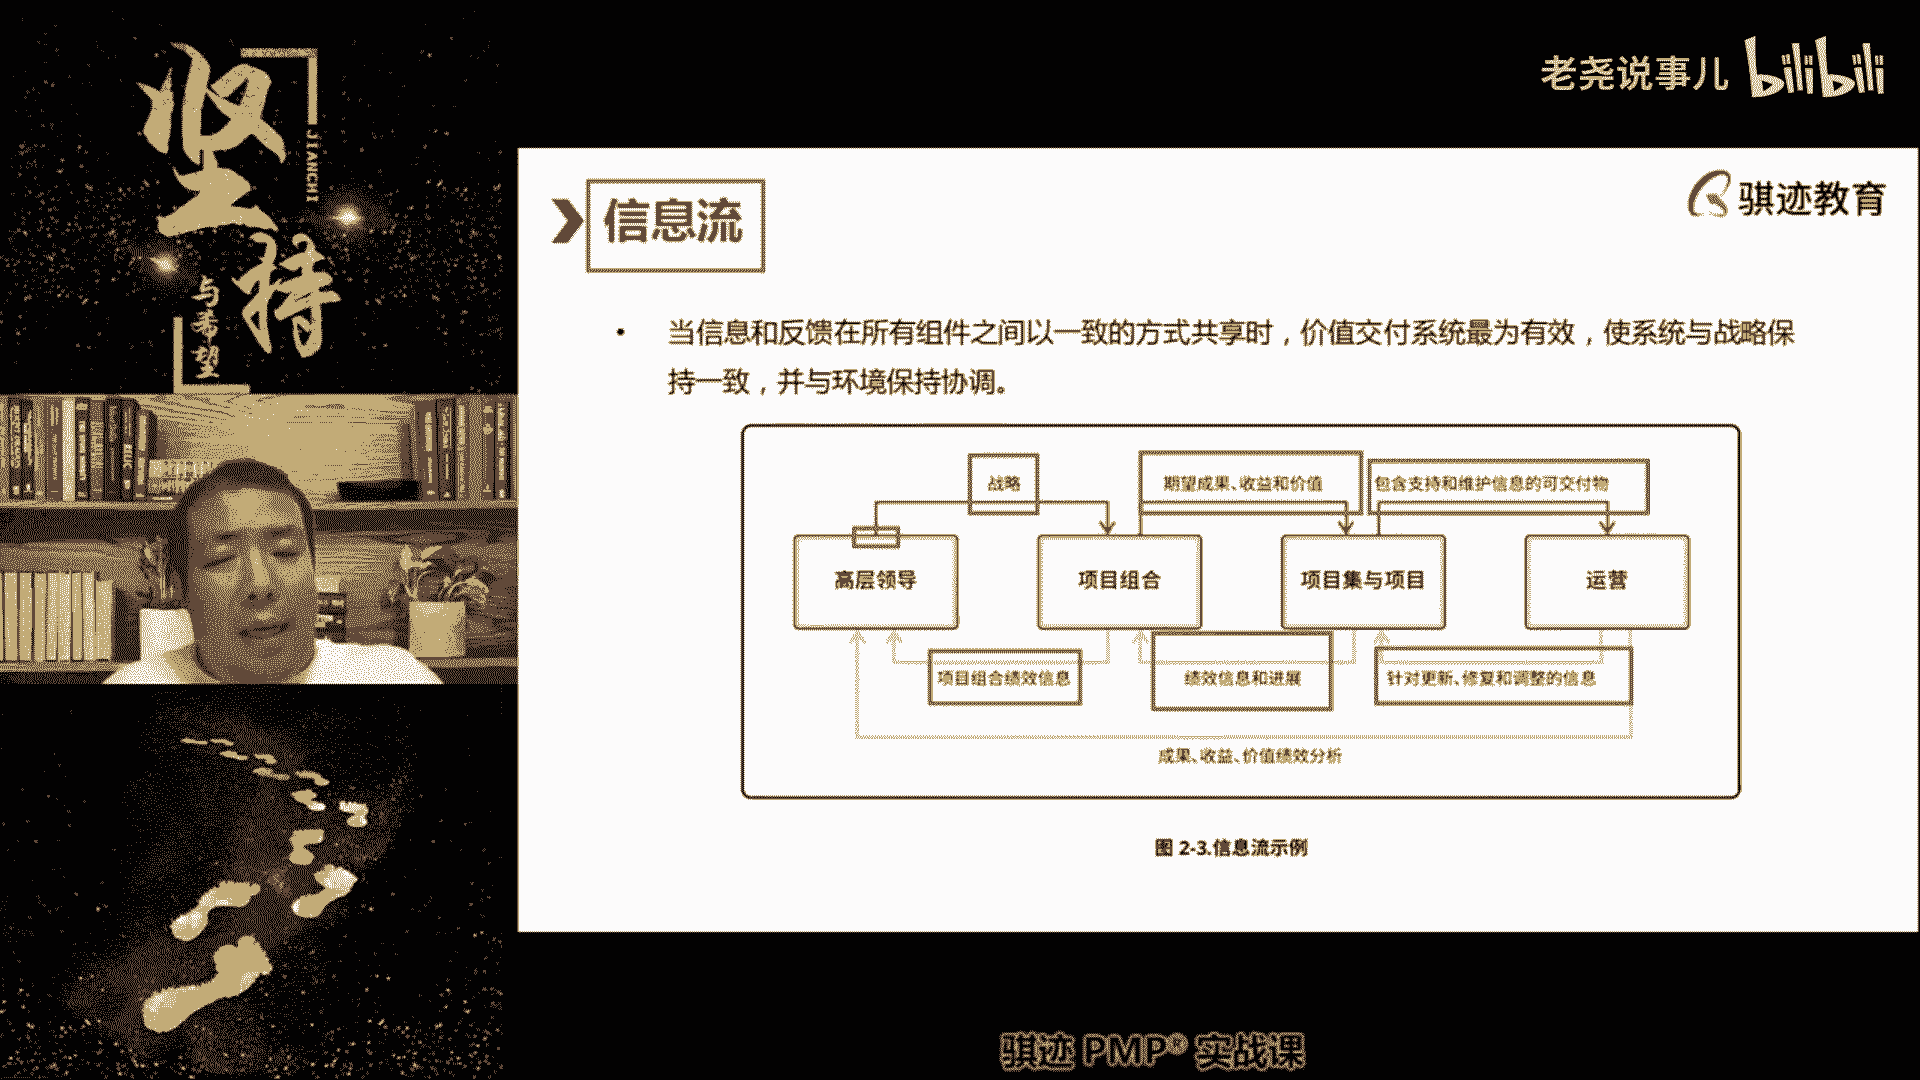 坚持
JIANCHI
与希望
老尧说事儿 bilibili
骐迹教育
信息流
• 当信息和反馈在所有组件之间以一致的方式共享时，价值交付系统最为有效，使系统与战略保
持一致，并与环境保持协调。
战略
期望成果、收益和价值
包含支持和维护信息的可交付物
高层领导
项目组合
项目集与项目
运营
项目组合绩效信息
绩效信息和进展
针对更新、修复和调整的信息
成果、收益、价值绩效分析
图 2-3.信息流示例
骐迹 PMP® 实战课